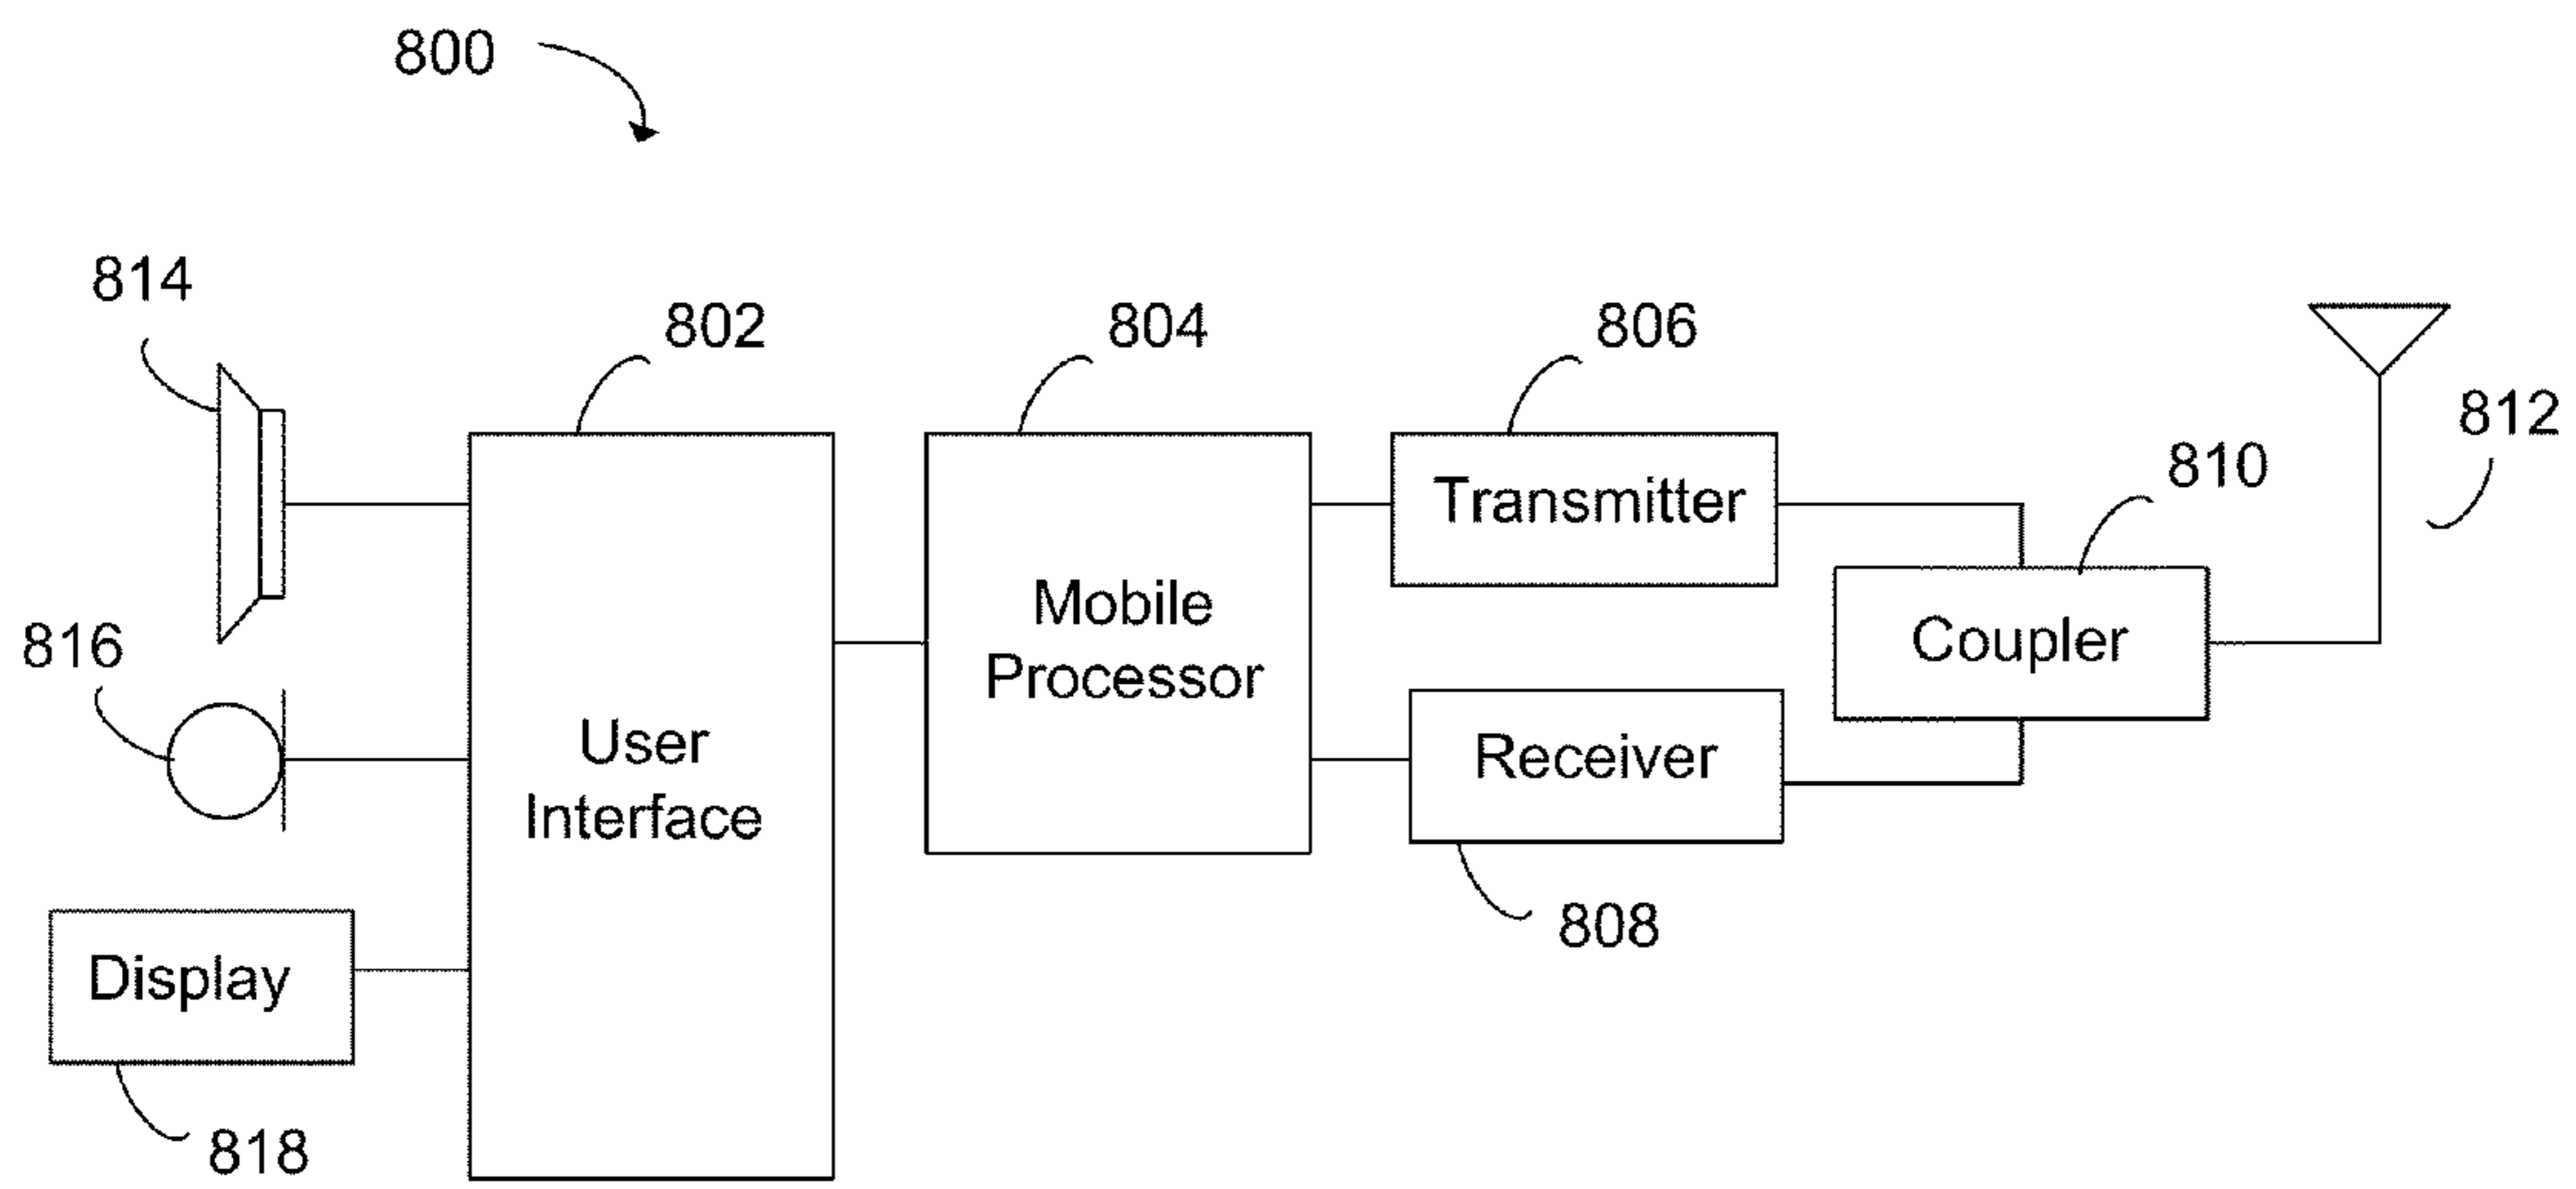 800
814
802
804
806
812
810
Transmitter
Mobile
Processor
Coupler
816
User
Interface
Receiver
808
Display
818